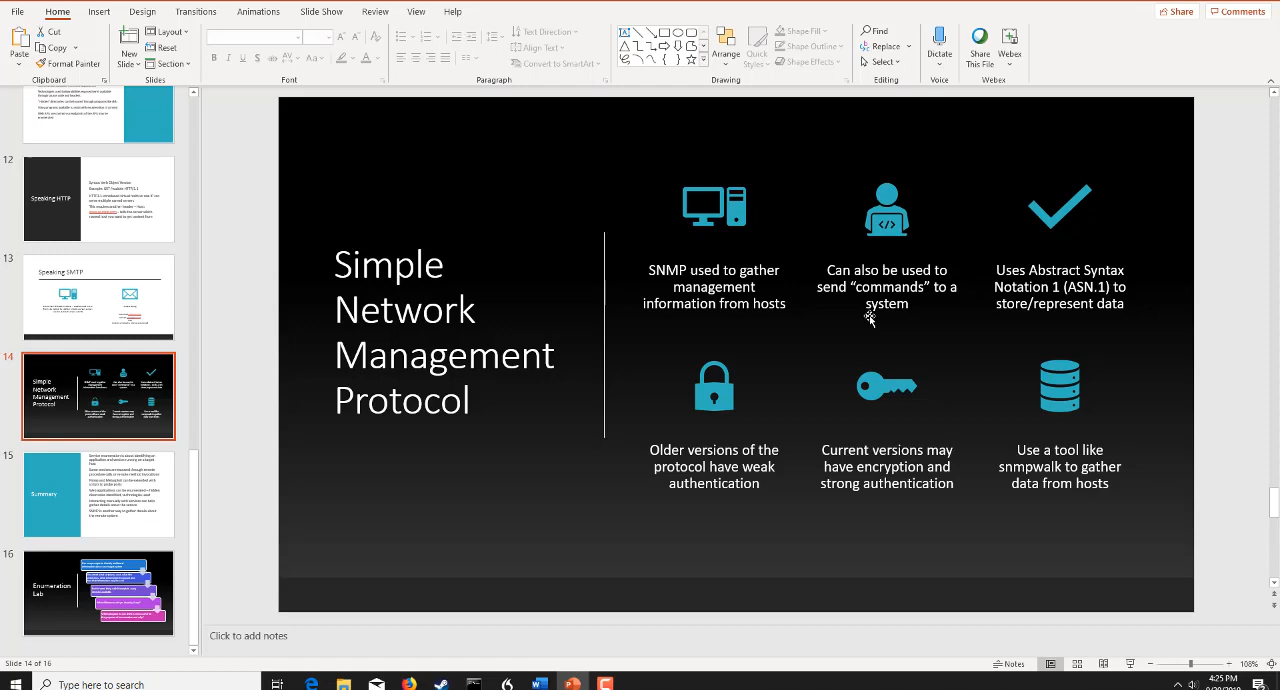 File Home Insert Design Transitions Animations Slide Show Review View Help Share Comments
Cut
Copy
Format Painter
Paste
Clipboard
New
Slide
Layout
Reset
Section
Slides
Font
Text Direction
Align Text
Convert to SmartArt
Paragraph
Arrange
Quick
Styles
Shape Fill
Shape Outline
Shape Effects
Drawing
Find
Replace
Select
Editing
Dictate
Voice
Share
This File
Webex
Webex
12
Speaking HTTP
13
Speaking SMTP
14
Simple
Network
Management
Protocol
15
Summary
16
Enumeration
Lab
Simple
Network
Management
Protocol
SNMP used to gather
management
information from hosts
Can also be used to
send “commands” to a
system
Uses Abstract Syntax
Notation 1 (ASN.1) to
store/represent data
Older versions of the
protocol have weak
authentication
Current versions may
have encryption and
strong authentication
Use a tool like
snmpwalk to gather
data from hosts
Click to add notes
Slide 14 of 16
Notes
108%
Type here to search
4:25 PM